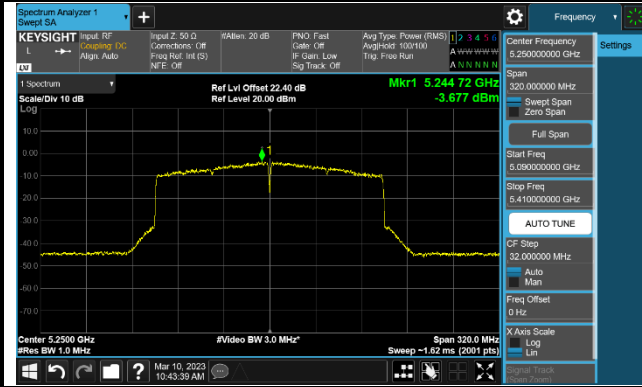 Spectrum Analyzer 1
Swept SA
Frequency
KEYSIGHT
L
LXI
Input: RF
Coupling: DC
Align: Auto
Input Z: 50 Ω
Corrections: Off
Freq Ref: Int (S)
NFE: Off
#Atten: 20 dB
PNO: Fast
Gate: Off
IF Gain: Low
Sig Track: Off
Avg Type: Power (RMS)
Avg|Hold: 100/100
Trig: Free Run
1 2 3 4 5 6
A W W W W W
A N N N N N
1 Spectrum
Scale/Div 10 dB
Log
Ref Lvl Offset 22.40 dB
Ref Level 20.00 dBm
Mkr1 5.244 72 GHz
-3.677 dBm
10.0
0.00
-10.0
-20.0
-30.0
-40.0
-50.0
-60.0
-70.0
Center 5.2500 GHz
#Res BW 1.0 MHz
#Video BW 3.0 MHz*
Span 320.0 MHz
Sweep ~1.62 ms (2001 pts)
Mar 10, 2023
10:43:39 AM
Center Frequency
5.250000000 GHz
Span
320.000000 MHz
Swept Span
Zero Span
Full Span
Start Freq
5.090000000 GHz
Stop Freq
5.410000000 GHz
AUTO TUNE
CF Step
32.000000 MHz
Auto
Man
Freq Offset
0 Hz
X Axis Scale
Log
Lin
Signal Track
(Span Zoom)
Settings